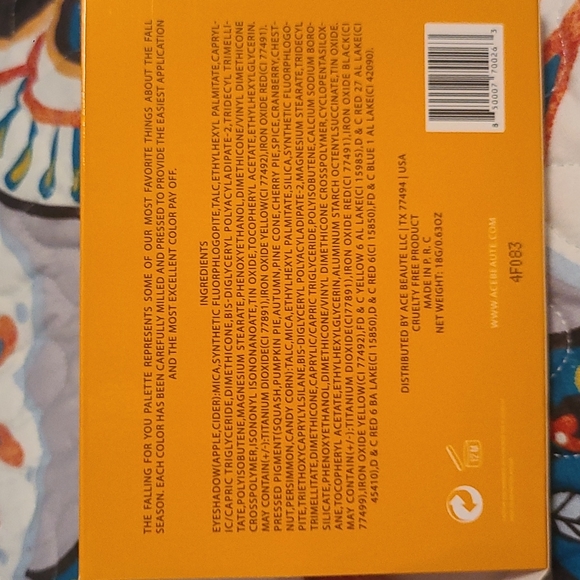 THE FALLING FOR YOU PALETTE REPRESENTS SOME OF OUR MOST FAVORITE THINGS ABOUT THE FALL
SEASON. EACH COLOR HAS BEEN CAREFULLY MILLED AND PRESSED TO PROVIDE THE EASIEST APPLICATION
AND THE MOST EXCELLENT COLOR PAY OFF.
INGREDIENTS
EYESHADOW(APPLE,CIDER):MICA,SYNTHETIC FLUORPHLOGOPITE,TALC,ETHYLHEXYL PALMITATE,CAPRYL-
IC/CAPRIC TRIGLYCERIDE,DIMETHICONE,BIS-DIGLYCERYL POLYACYLADIPATE-2,TRIDECYL TRIMELLI-
TATE,POLYISOBUTENE,MAGNESIUM STEARATE,PHENOXYETHANOL,DIMETHICONE/VINYL DIMETHICONE
CROSSPOLYMER,ISONONYL ISONONANOATE,TIN OXIDE,TOCOPHERYL ACETATE,ETHYLHEXYLGLYCERIN.
MAY CONTAIN(+/-):TITANIUM DIOXIDE(CI 77891),IRON OXIDE YELLOW(CI 77492),IRON OXIDE RED(CI 77491).
PRESSED PIGMENT(SQUASH,PUMPKIN PIE,AUTUMN,PINE CONE,CHERRY PIE,SPICE,CRANBERRY,CHEST-
NUT,PERSIMMON,CANDY CORN):TALC,MICA,ETHYLHEXYL PALMITATE,SILICA,SYNTHETIC FLUORPHLOGO-
PITE,TRIETHOXYCAPRYLYLSILANE,BIS-DIGLYCERYL POLYACYLADIPATE-2,MAGNESIUM STEARATE,TRIDECYL
TRIMELLITATE,DIMETHICONE,CAPRYLIC/CAPRIC TRIGLYCERIDE,POLYISOBUTENE,CALCIUM SODIUM BORO-
SILICATE,PHENOXYETHANOL,DIMETHICONE/VINYL DIMETHICONE CROSSPOLYMER,CYCLOPENTASILOX-
ANE,TOCOPHERYL ACETATE,ETHYLHEXYLGLYCERIN,ALUMINUM STARCH OCTENYLSUCCINATE,TIN OXIDE.
MAY CONTAIN(+/-):TITANIUM DIOXIDE(CI 77891),IRON OXIDE RED(CI 77491),IRON OXIDE BLACK(CI
77499),IRON OXIDE YELLOW(CI 77492),FD & C YELLOW 6 AL LAKE(CI 15985),D & C RED 27 AL LAKE(CI
45410),D & C RED 6 BA LAKE(CI 15850),D & C RED 6(CI 15850),FD & C BLUE 1 AL LAKE(CI 42090).
DISTRIBUTED BY ACE BEAUTE LLC | TX 77494 | USA
CRUELTY FREE PRODUCT
MADE IN P. R. C
NET WEIGHT: 18G/0.63OZ
WWW.ACEBEAUTE.COM
4F083
12 M
8 50007 70026 3